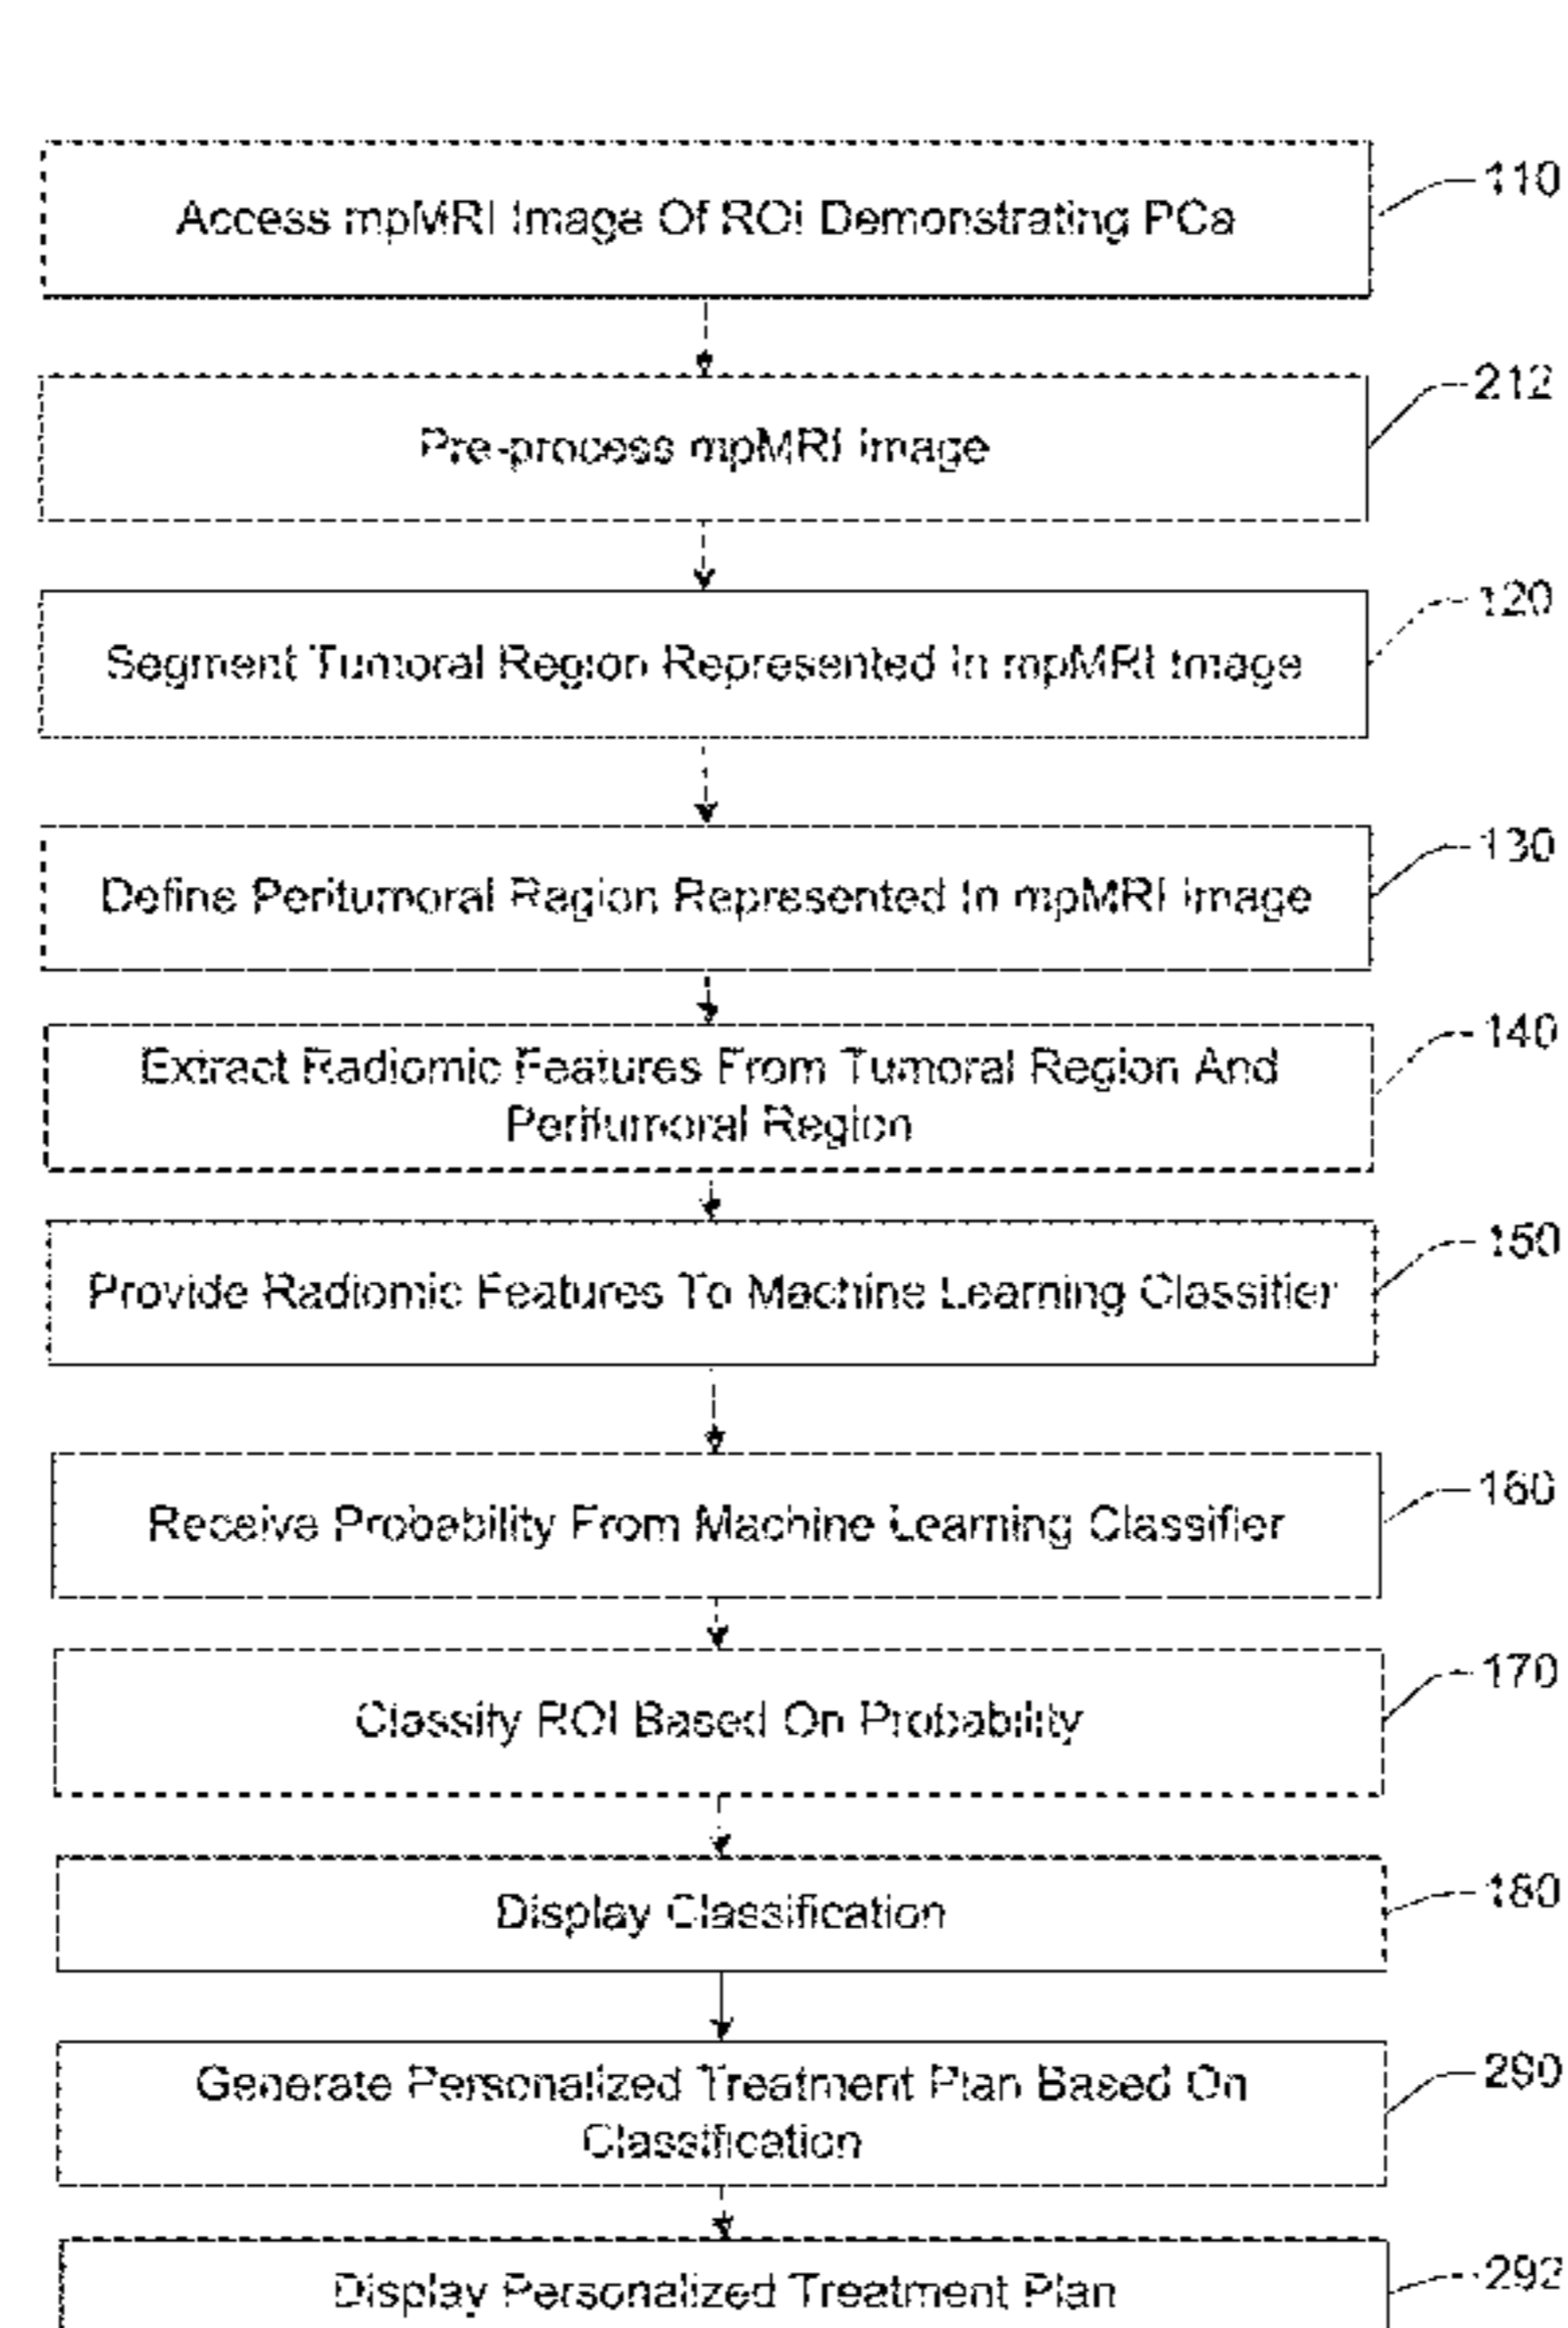 Access mpMRI Image Of ROI Demonstrating PCa
110
Pre-process mpMRI Image
212
Segment Tumoral Region Represented In mpMRI Image
120
Define Peritumoral Region Represented In mpMRI Image
130
Extract Radiomic Features From Tumoral Region And
Peritumoral Region
140
Provide Radiomic Features To Machine Learning Classifier
150
Receive Probability From Machine Learning Classifier
160
Classify ROI Based On Probability
170
Display Classification
180
Generate Personalized Treatment Plan Based On
Classification
290
Display Personalized Treatment Plan
292